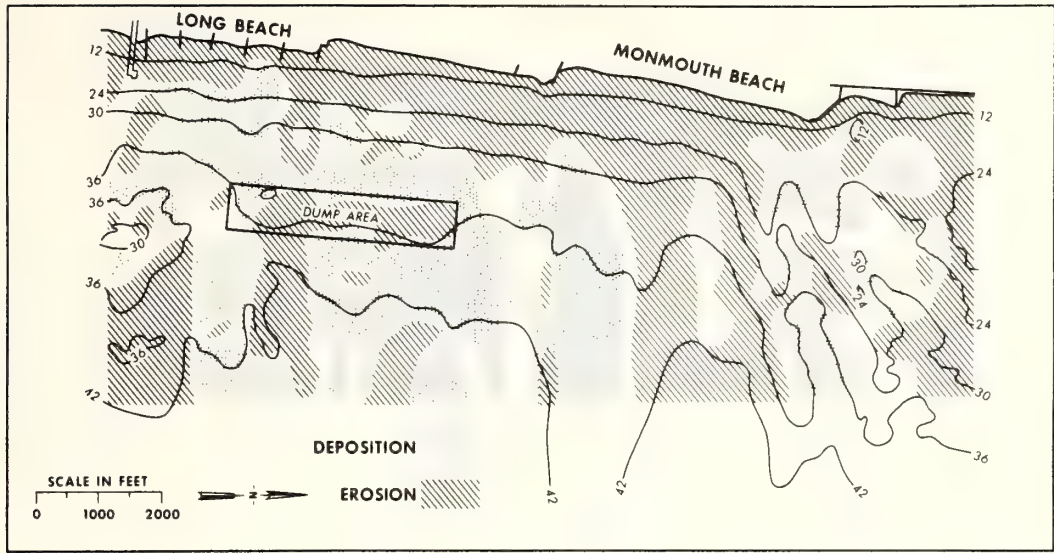 LONG BEACH
MONMOUTH BEACH
12
24
30
36
36
30
36
36
42
DUMP AREA
12
12
24
30
24
24
30
36
42
42
42
DEPOSITION
EROSION
SCALE IN FEET
0 1000 2000
N